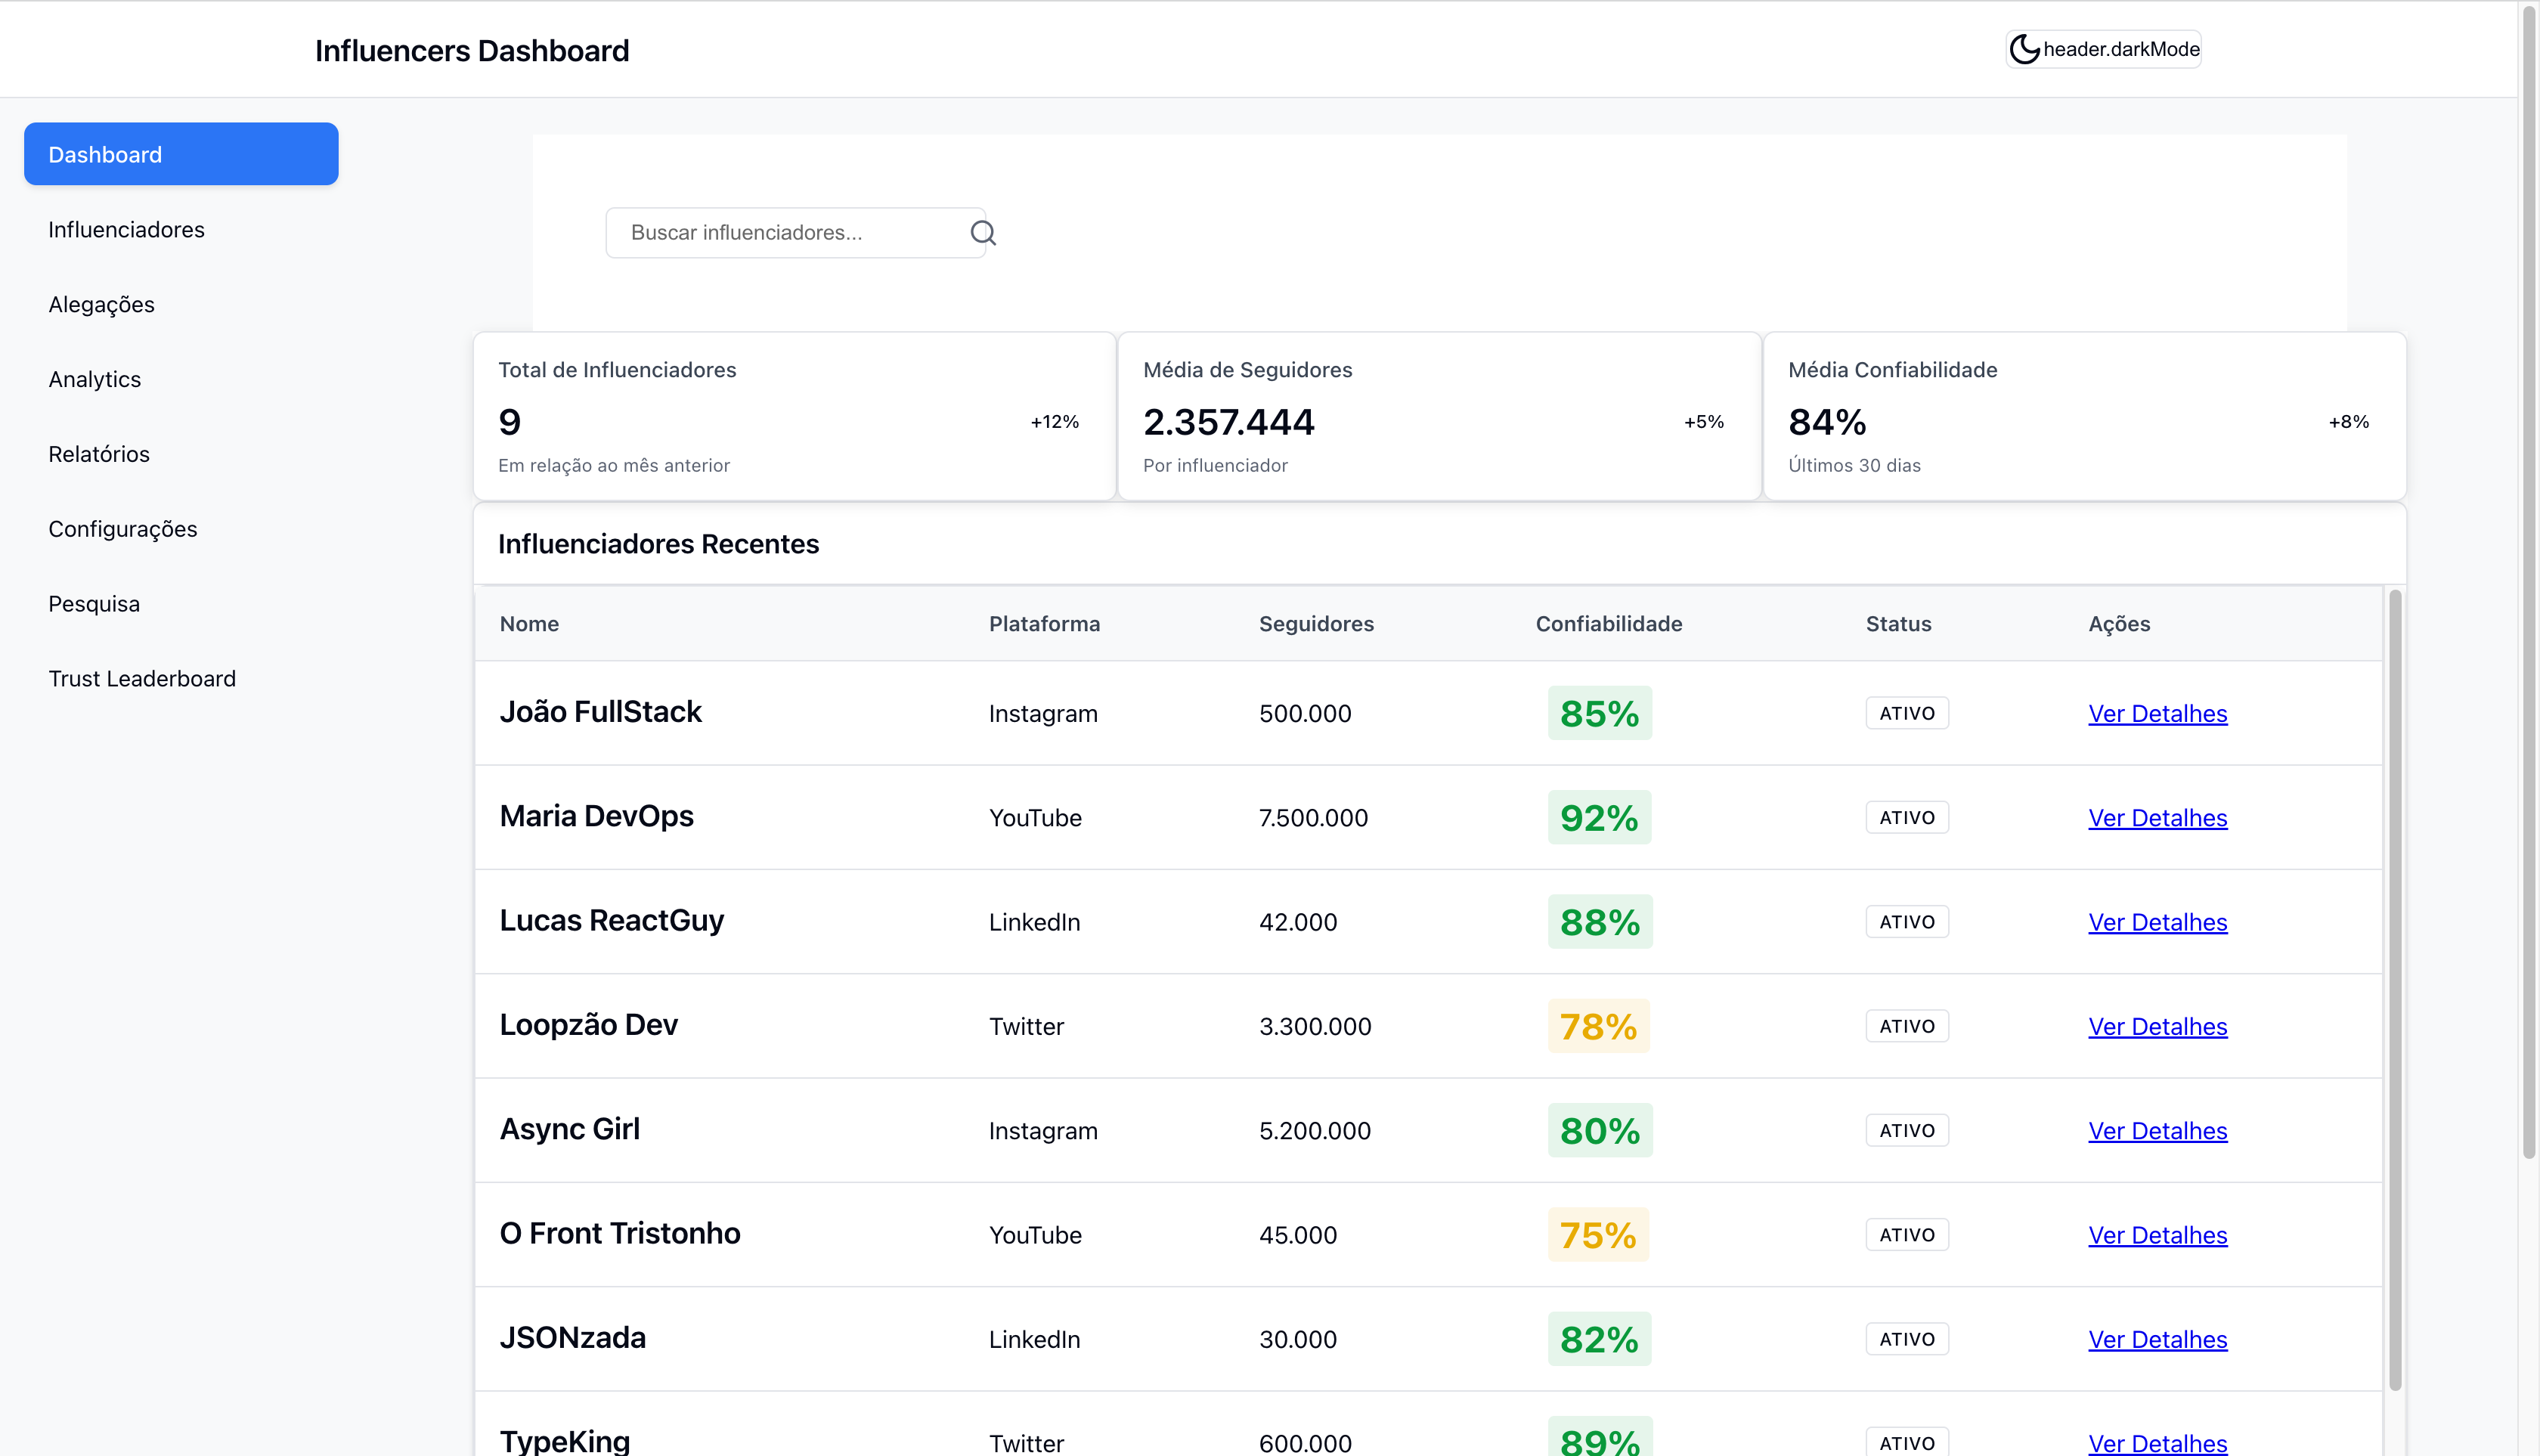 Influencers Dashboard
header.darkMode
Dashboard
Influenciadores
Alegações
Analytics
Relatórios
Configurações
Pesquisa
Trust Leaderboard
Buscar influenciadores...
Total de Influenciadores
9 +12%
Em relação ao mês anterior
Média de Seguidores
2.357.444 +5%
Por influenciador
Média Confiabilidade
84% +8%
Últimos 30 dias
Influenciadores Recentes
Nome Plataforma Seguidores Confiabilidade Status Ações
João FullStack Instagram 500.000 85% ATIVO Ver Detalhes
Maria DevOps YouTube 7.500.000 92% ATIVO Ver Detalhes
Lucas ReactGuy LinkedIn 42.000 88% ATIVO Ver Detalhes
Loopzão Dev Twitter 3.300.000 78% ATIVO Ver Detalhes
Async Girl Instagram 5.200.000 80% ATIVO Ver Detalhes
O Front Tristonho YouTube 45.000 75% ATIVO Ver Detalhes
JSONzada LinkedIn 30.000 82% ATIVO Ver Detalhes
TypeKing Twitter 600.000 89% ATIVO Ver Detalhes